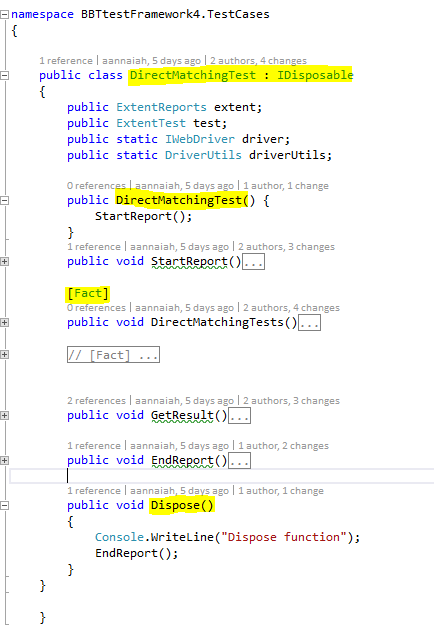 namespace BBTtestFramework4.TestCases
{
1 reference | aannaiah, 5 days ago | 2 authors, 4 changes
public class DirectMatchingTest : IDisposable
{
public ExtentReports extent;
public ExtentTest test;
public static IWebDriver driver;
public static DriverUtils driverUtils;
0 references | aannaiah, 5 days ago | 1 author, 1 change
public DirectMatchingTest() {
StartReport();
}
1 reference | aannaiah, 5 days ago | 2 authors, 3 changes
public void StartReport()...
[Fact]
0 references | aannaiah, 5 days ago | 2 authors, 4 changes
public void DirectMatchingTests()...
// [Fact] ...
2 references | aannaiah, 5 days ago | 2 authors, 3 changes
public void GetResult()...
1 reference | aannaiah, 5 days ago | 1 author, 2 changes
public void EndReport()...
1 reference | aannaiah, 5 days ago | 1 author, 1 change
public void Dispose()
{
Console.WriteLine("Dispose function");
EndReport();
}
}
}